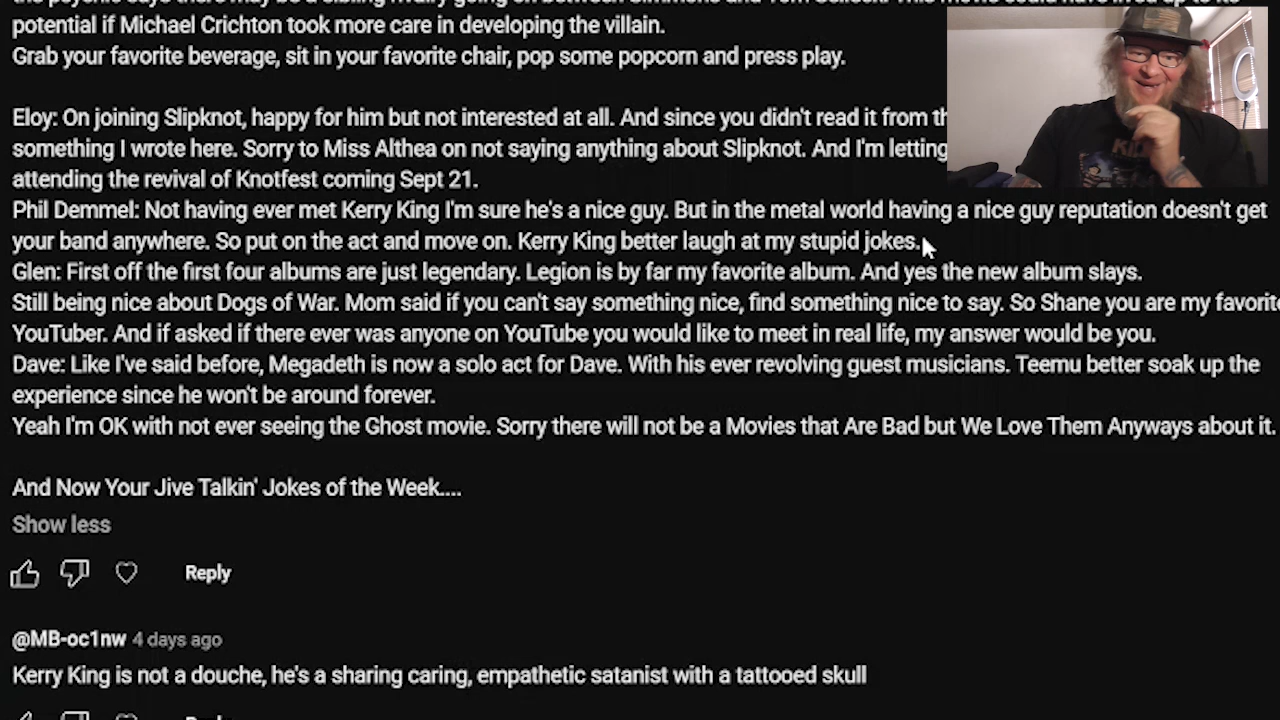 potential if Michael Crichton took more care in developing the villain.
Grab your favorite beverage, sit in your favorite chair, pop some popcorn and press play.
Eloy: On joining Slipknot, happy for him but not interested at all. And since you didn't read it from th
something I wrote here. Sorry to Miss Althea on not saying anything about Slipknot. And I'm letting
attending the revival of Knotfest coming Sept 21.
Phil Demmel: Not having ever met Kerry King I'm sure he's a nice guy. But in the metal world having a nice guy reputation doesn't get
your band anywhere. So put on the act and move on. Kerry King better laugh at my stupid jokes.
Glen: First off the first four albums are just legendary. Legion is by far my favorite album. And yes the new album slays.
Still being nice about Dogs of War. Mom said if you can't say something nice, find something nice to say. So Shane you are my favorite
YouTuber. And if asked if there ever was anyone on YouTube you would like to meet in real life, my answer would be you.
Dave: Like I've said before, Megadeth is now a solo act for Dave. With his ever revolving guest musicians. Teemu better soak up the
experience since he won't be around forever.
Yeah I'm OK with not ever seeing the Ghost movie. Sorry there will not be a Movies that Are Bad but We Love Them Anyways about it.
And Now Your Jive Talkin' Jokes of the Week....
Show less
Reply
@MB-oc1nw 4 days ago
Kerry King is not a douche, he's a sharing caring, empathetic satanist with a tattooed skull